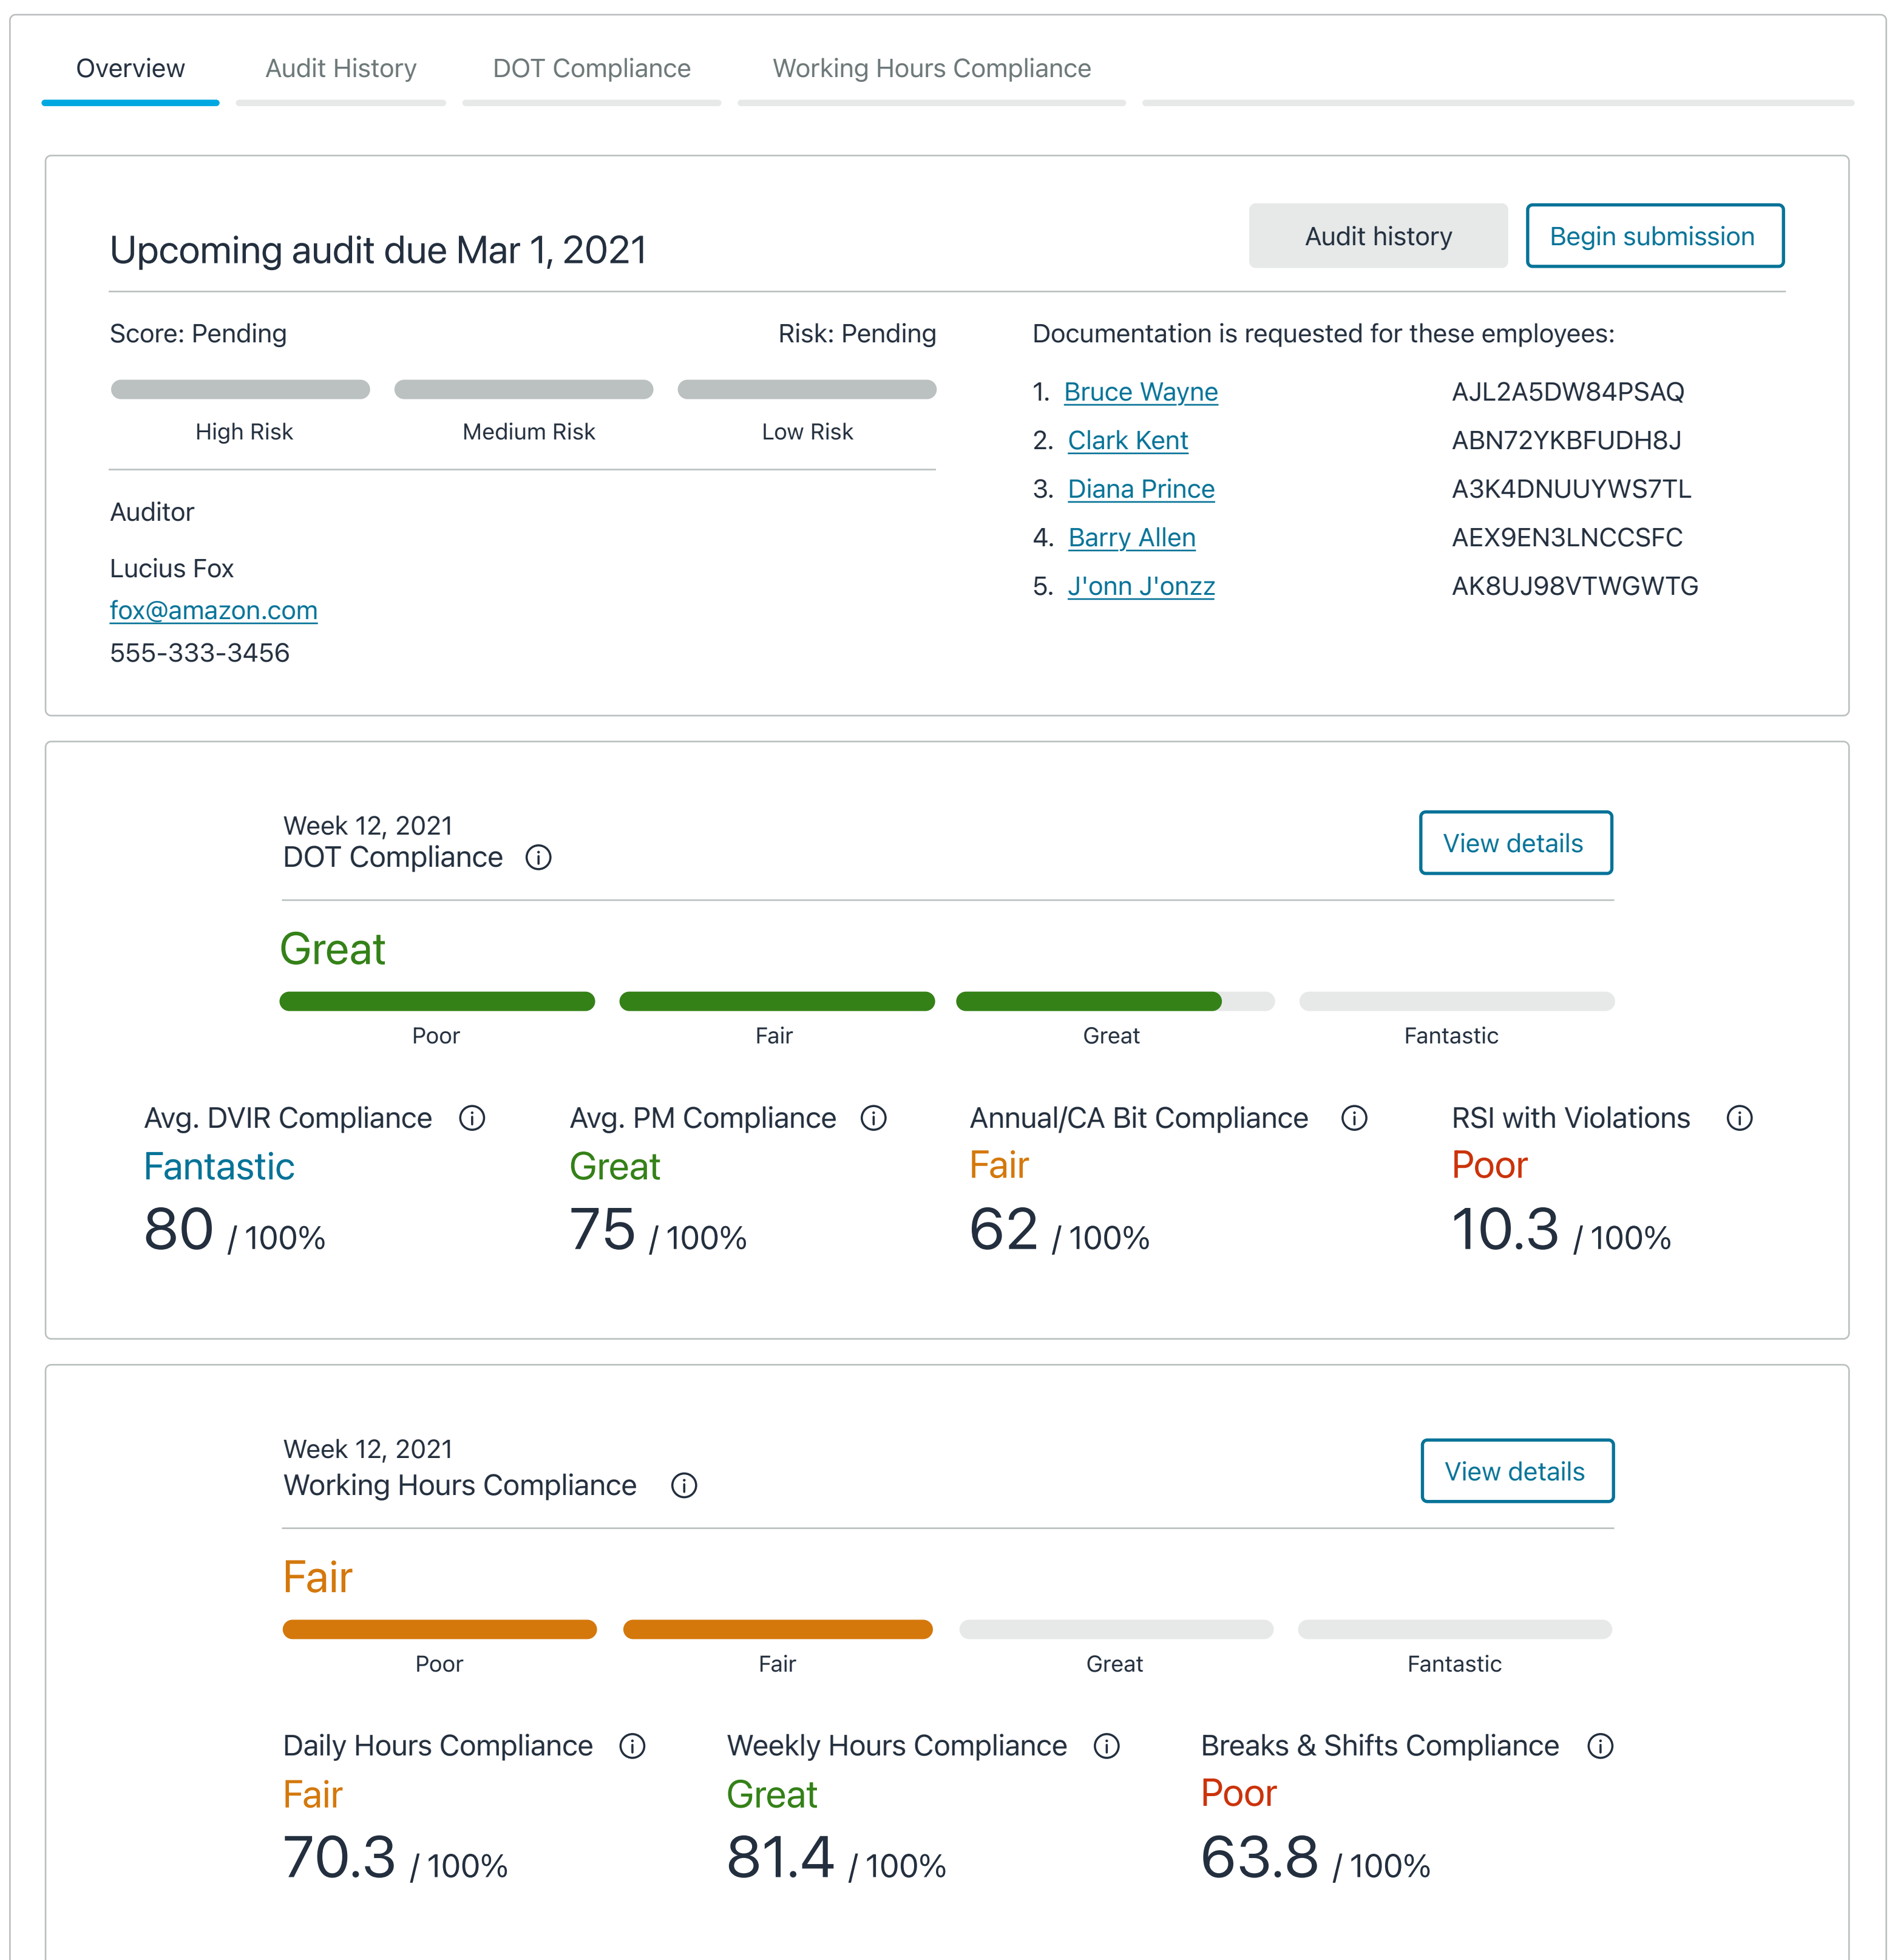 Overview Audit History DOT Compliance Working Hours Compliance
Upcoming audit due Mar 1, 2021
Audit history Begin submission
Score: Pending Risk: Pending
High Risk Medium Risk Low Risk
Auditor
Lucius Fox
fox@amazon.com
555-333-3456
Documentation is requested for these employees:
1. Bruce Wayne AJL2A5DW84PSAQ
2. Clark Kent ABN72YKBFUDH8J
3. Diana Prince A3K4DNUUYWS7TL
4. Barry Allen AEX9EN3LNCCSFC
5. J'onn J'onzz AK8UJ98VTWGWTG
Week 12, 2021
DOT Compliance
View details
Great
Poor Fair Great Fantastic
Avg. DVIR Compliance Avg. PM Compliance Annual/CA Bit Compliance RSI with Violations
Fantastic Great Fair Poor
80 / 100% 75 / 100% 62 / 100% 10.3 / 100%
Week 12, 2021
Working Hours Compliance
View details
Fair
Poor Fair Great Fantastic
Daily Hours Compliance Weekly Hours Compliance Breaks & Shifts Compliance
Fair Great Poor
70.3 / 100% 81.4 / 100% 63.8 / 100%